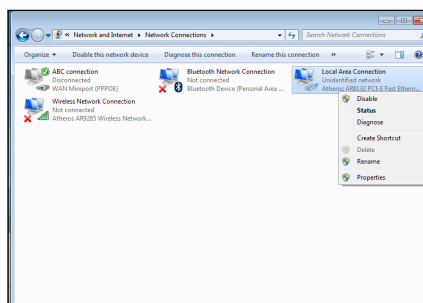 « Network and Internet ▸ Network Connections ▸
Search Network Connections
Organize ▾ Disable this network device Diagnose this connection Rename this connection »
ABC connection
Disconnected
WAN Miniport (PPPOE)
Bluetooth Network Connection
Not connected
Bluetooth Device (Personal Area ...
Local Area Connection
Unidentified network
Atheros AR8132 PCI-E Fast Ethern...
Wireless Network Connection
Not connected
Atheros AR9285 Wireless Network...
Disable
Status
Diagnose
Create Shortcut
Delete
Rename
Properties